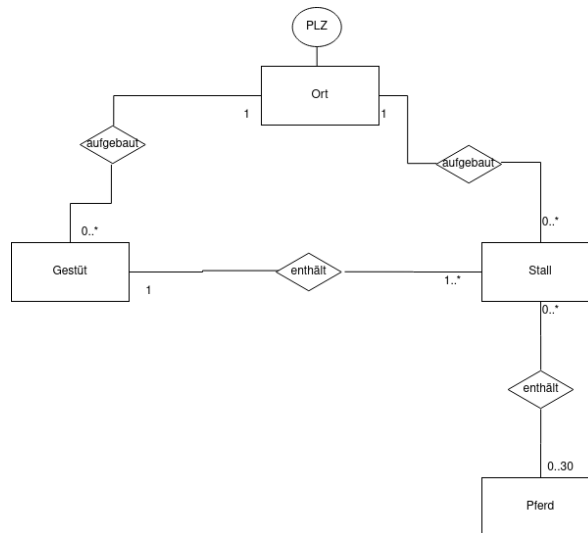 PLZ
Ort
1
1
aufgebaut
aufgebaut
0..*
0..*
Gestüt
enthält
Stall
1
1..*
0..*
enthält
0..30
Pferd